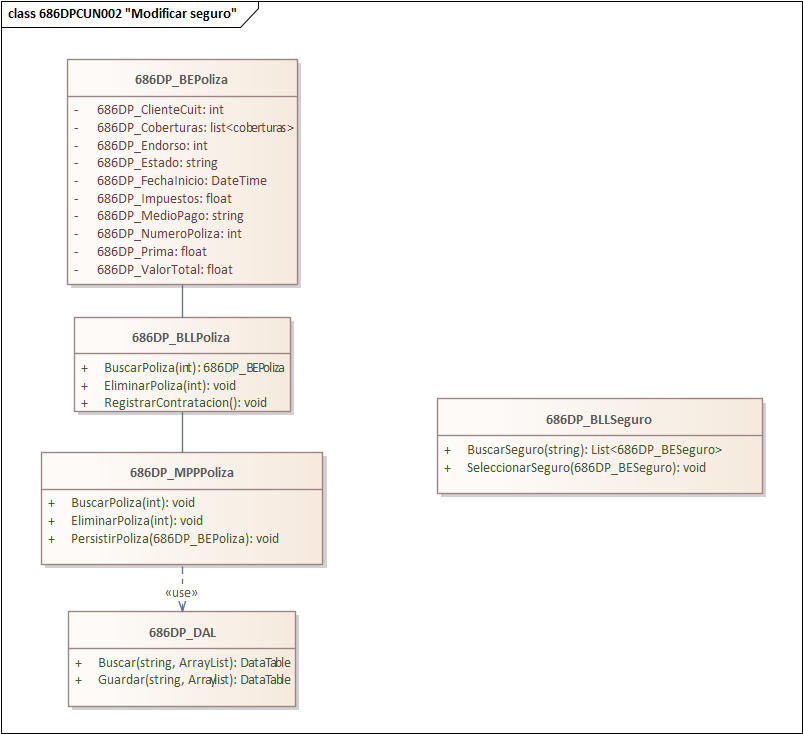 class 686DPCUN002 "Modificar seguro"
686DP_BEPoliza
- 686DP_ClienteCuit: int
- 686DP_Coberturas: list<coberturas>
- 686DP_Endorso: int
- 686DP_Estado: string
- 686DP_FechaInicio: DateTime
- 686DP_Impuestos: float
- 686DP_MedioPago: string
- 686DP_NumeroPoliza: int
- 686DP_Prima: float
- 686DP_ValorTotal: float
686DP_BLLPoliza
+ BuscarPoliza(int): 686DP_BEPoliza
+ EliminarPoliza(int): void
+ RegistrarContratacion(): void
686DP_MPPPoliza
+ BuscarPoliza(int): void
+ EliminarPoliza(int): void
+ PersistirPoliza(686DP_BEPoliza): void
«use»
686DP_DAL
+ Buscar(string, ArrayList): DataTable
+ Guardar(string, Arraylist): DataTable
686DP_BLLSeguro
+ BuscarSeguro(string): List<686DP_BESeguro>
+ SeleccionarSeguro(686DP_BESeguro): void